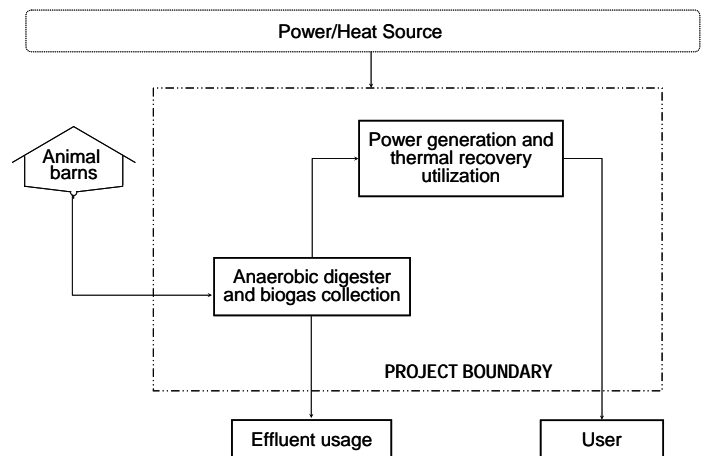 Power/Heat Source
Animal
barns
Power generation and
thermal recovery
utilization
Anaerobic digester
and biogas collection
PROJECT BOUNDARY
Effluent usage
User